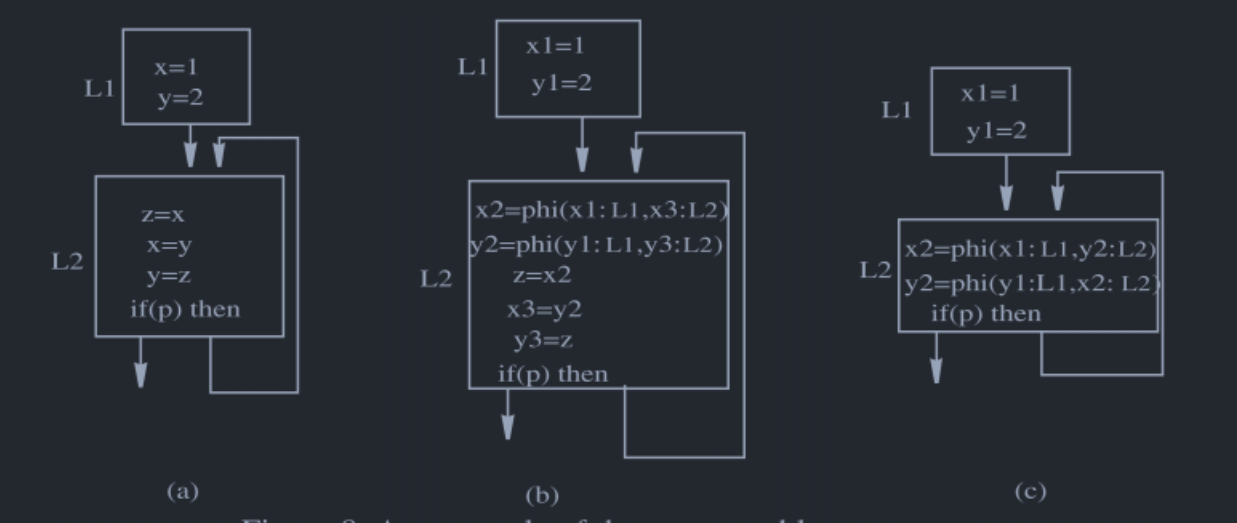 L1
x=1
y=2
L2
z=x
x=y
y=z
if(p) then
(a)
L1
x1=1
y1=2
L2
x2=phi(x1: L1,x3:L2)
y2=phi(y1: L1,y3:L2)
z=x2
x3=y2
y3=z
if(p) then
(b)
L1
x1=1
y1=2
L2
x2=phi(x1: L1,y2:L2)
y2=phi(y1:L1,x2: L2)
if(p) then
(c)